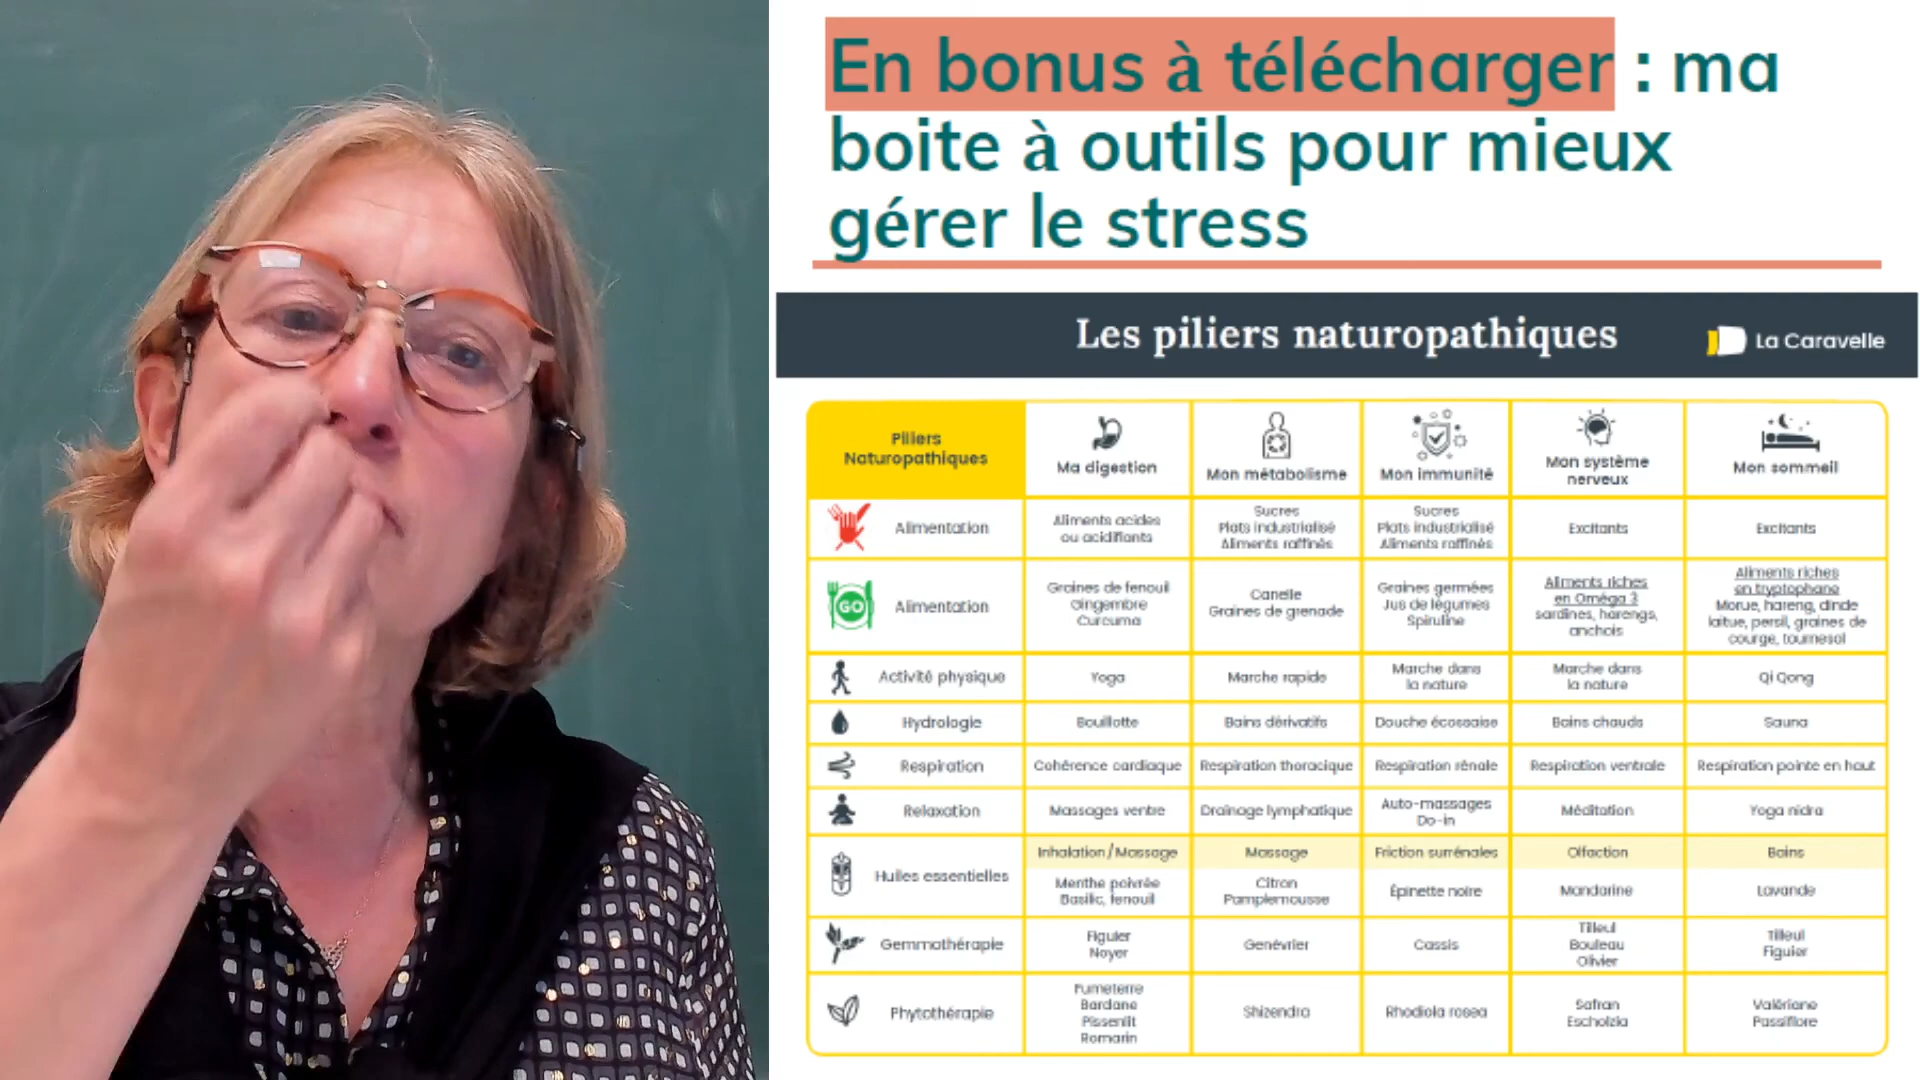 En bonus à télécharger : ma
boite à outils pour mieux
gérer le stress
Les piliers naturopathiques
La Caravelle
Piliers
Naturopathiques
Ma digestion
Mon métabolisme
Mon immunité
Mon système
nerveux
Mon sommeil
Alimentation
Aliments acides
ou acidifiants
Sucres
Plats industrialisé
Aliments raffinés
Sucres
Plats industrialisé
Aliments raffinés
Excitants
Excitants
GO
Alimentation
Graines de fenouil
Gingembre
Curcuma
Canelle
Graines de grenade
Graines germées
Jus de légumes
Spiruline
Aliments riches
en Oméga 3
sardines, harengs,
anchois
Aliments riches
en tryptophane
Morue, hareng, dinde
laitue, persil, graines de
courge, tournesol
Activité physique
Yoga
Marche rapide
Marche dans
la nature
Marche dans
la nature
Qi Qong
Hydrologie
Bouillotte
Bains dérivatifs
Douche écossaise
Bains chauds
Sauna
Respiration
Cohérence cardiaque
Respiration thoracique
Respiration rénale
Respiration ventrale
Respiration pointe en haut
Relaxation
Massages ventre
Drainage lymphatique
Auto-massages
Do-in
Méditation
Yoga nidra
Huiles essentielles
Inhalation/Massage
Massage
Friction surrénales
Olfaction
Bains
Menthe poivrée
Basilic, fenouil
Citron
Pamplemousse
Épinette noire
Mandarine
Lavande
Gemmothérapie
Figuier
Noyer
Genévrier
Cassis
Tilleul
Bouleau
Olivier
Tilleul
Figuier
Phytothérapie
Fumeterre
Bardane
Pissenlit
Romarin
Shizendra
Rhodiola rosea
Safran
Escholzia
Valériane
Passiflore